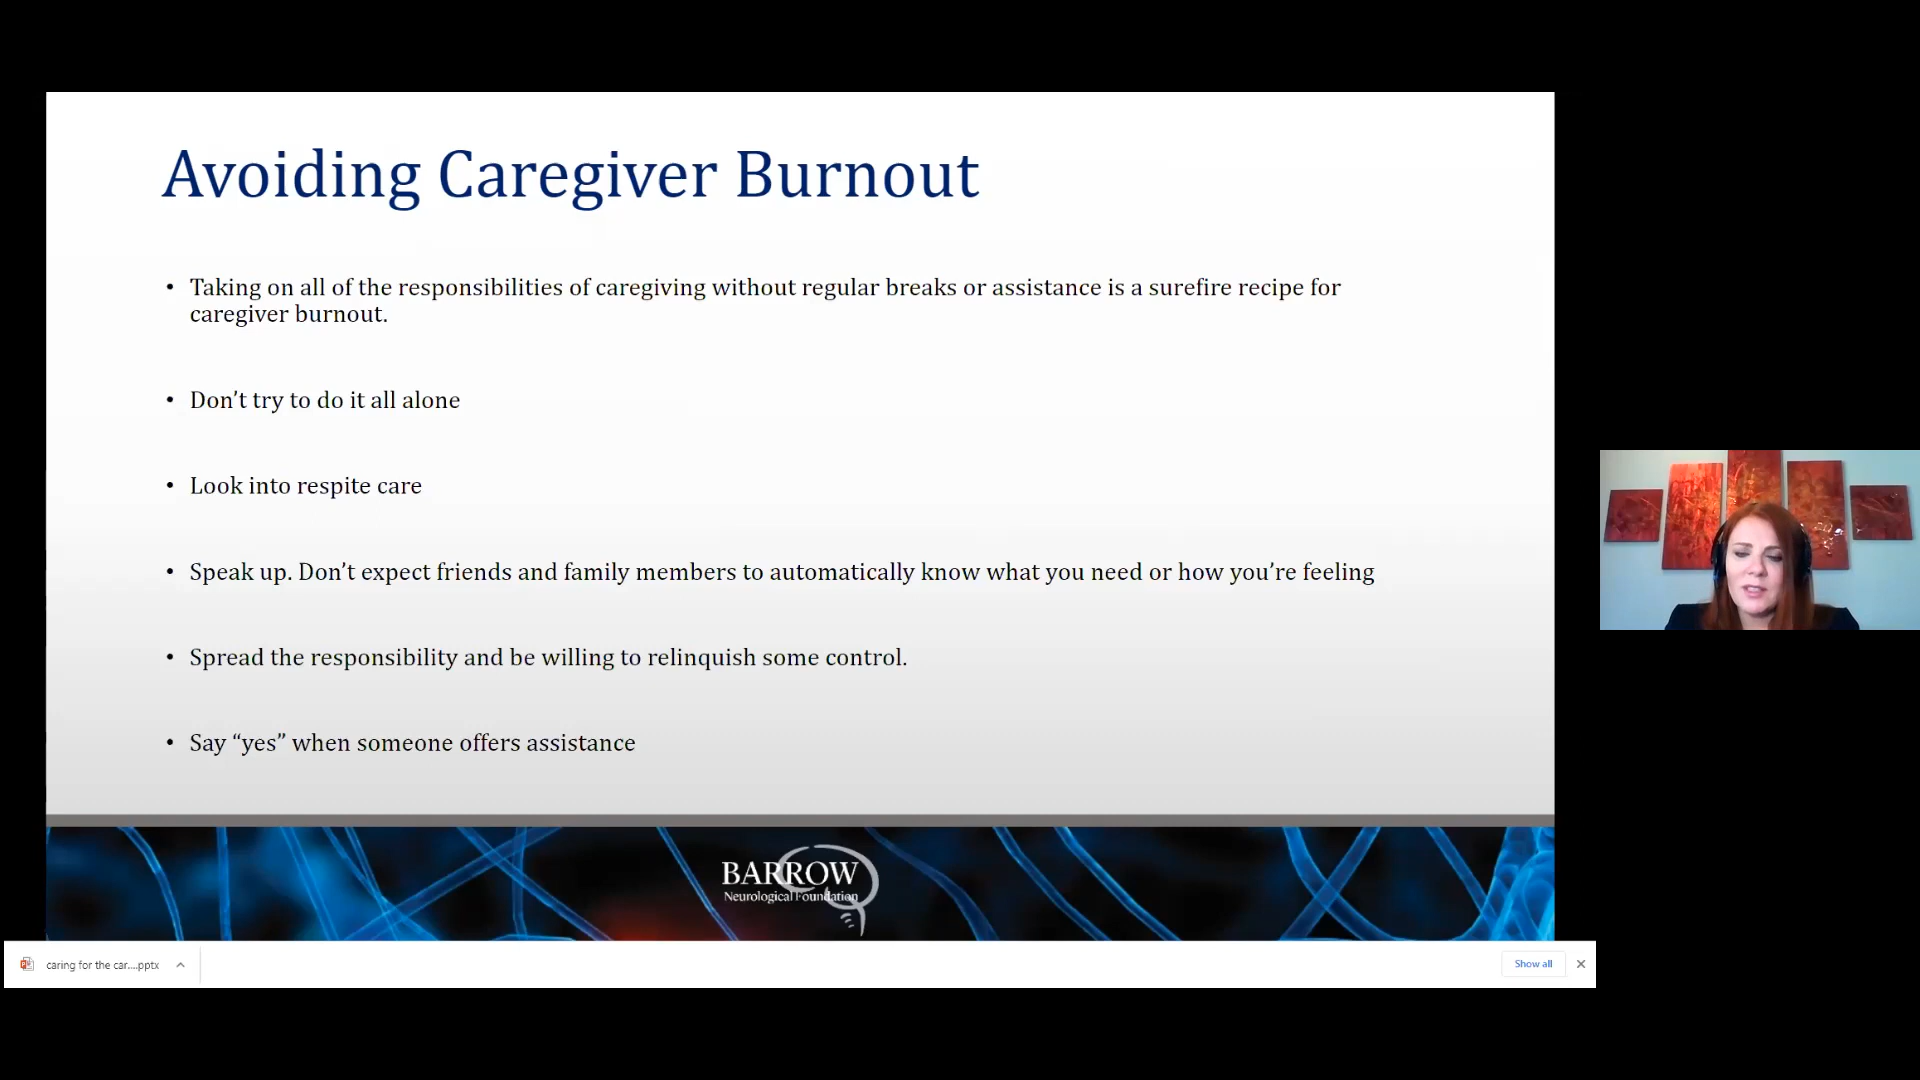 Avoiding Caregiver Burnout
• Taking on all of the responsibilities of caregiving without regular breaks or assistance is a surefire recipe for
caregiver burnout.
• Don’t try to do it all alone
• Look into respite care
• Speak up. Don’t expect friends and family members to automatically know what you need or how you’re feeling
• Spread the responsibility and be willing to relinquish some control.
• Say “yes” when someone offers assistance
BARROW
Neurological Foundation
caring for the car....pptx
Show all